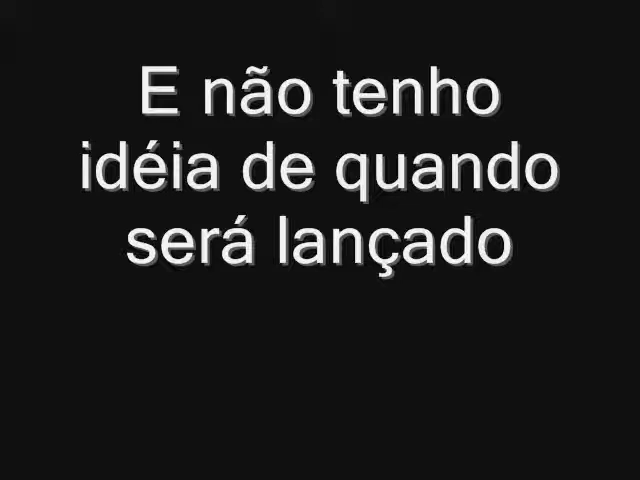 E não tenho
idéia de quando
será lançado